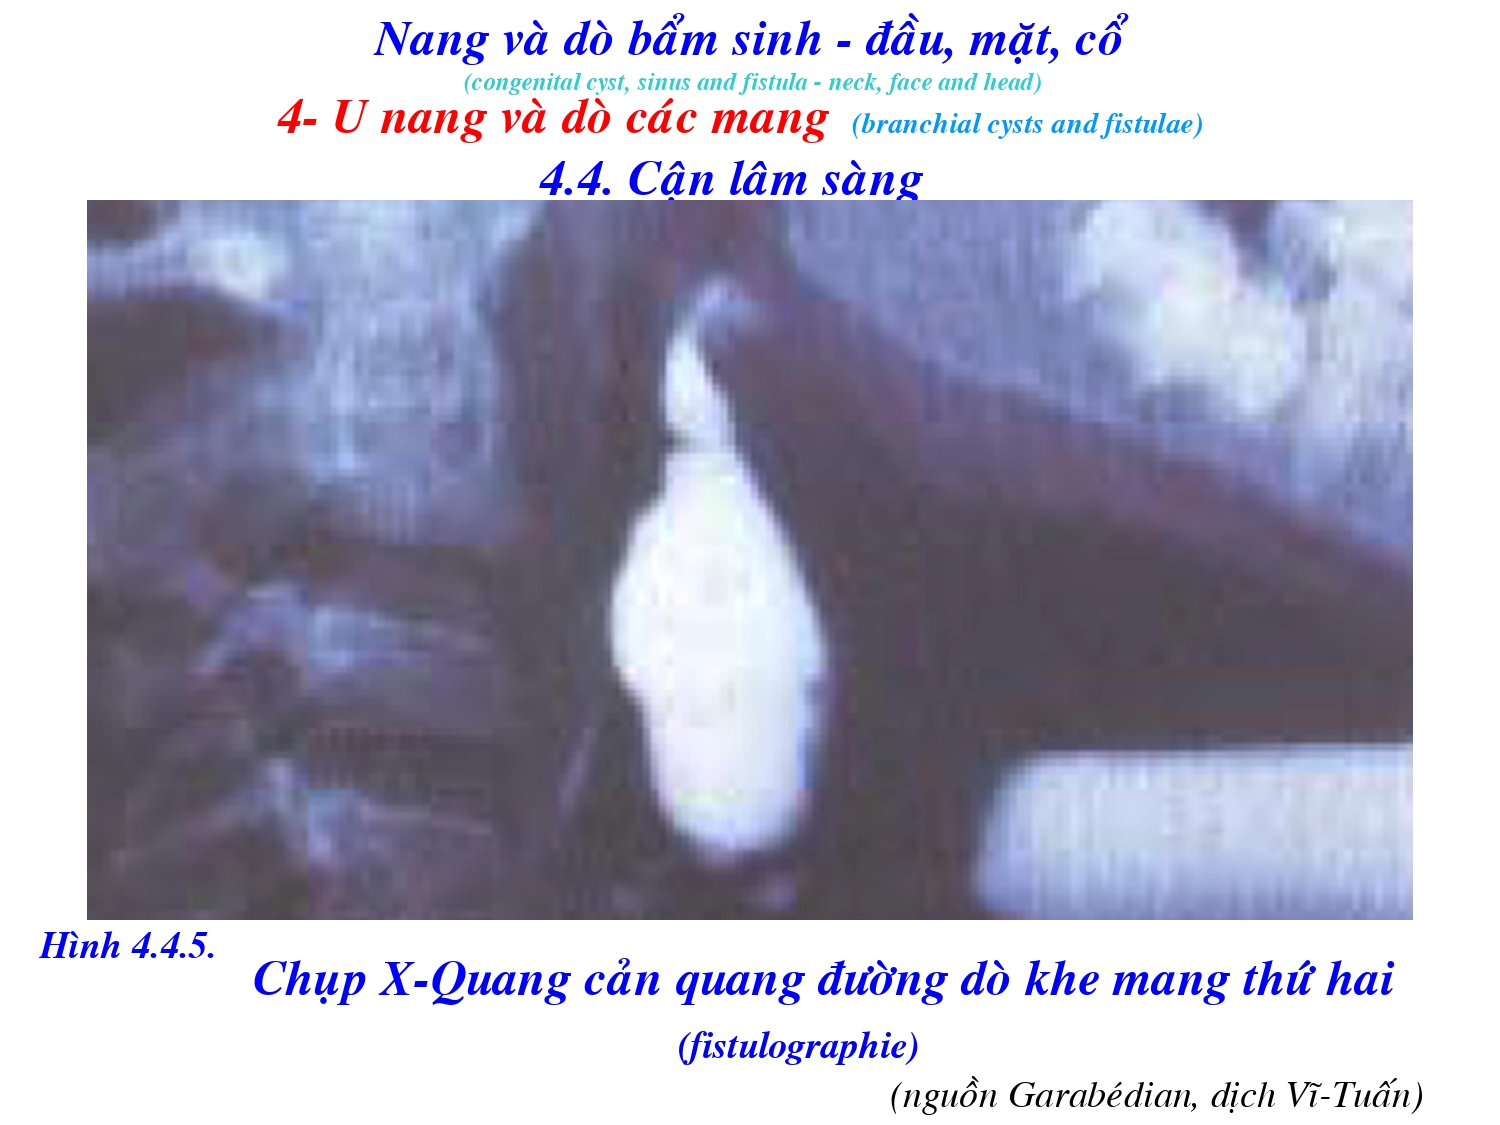 Nang và dò bẩm sinh - đầu, mặt, cổ
(congenital cyst, sinus and fistula - neck, face and head)
4- U nang và dò các mang (branchial cysts and fistulae)
4.4. Cận lâm sàng
Hình 4.4.5.
Chụp X-Quang cản quang đường dò khe mang thứ hai
(fistulographie)
(nguồn Garabédian, dịch Vĩ-Tuấn)